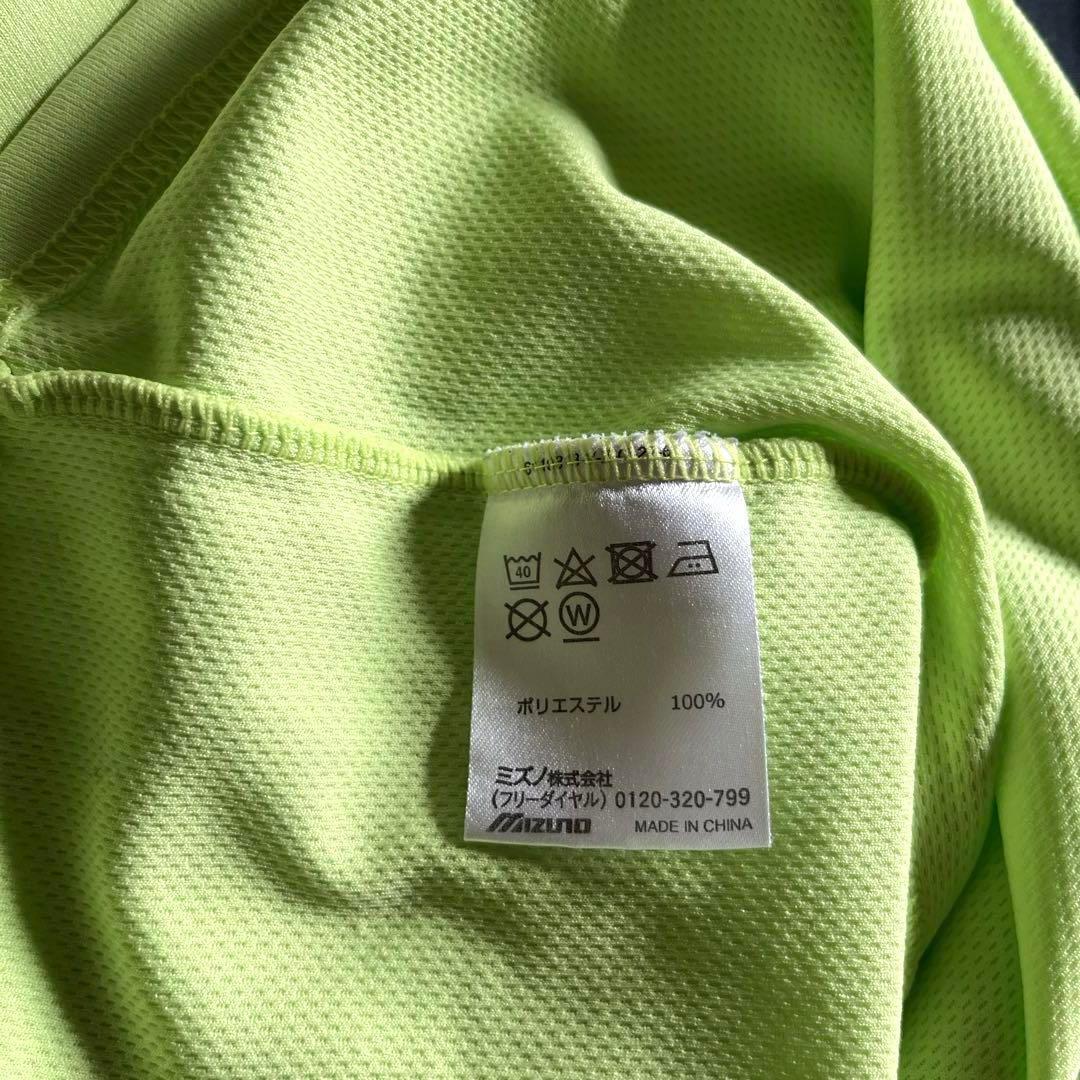 40
W
ポリエステル 100%
ミズノ株式会社
(フリーダイヤル) 0120-320-799
MIZUNO MADE IN CHINA